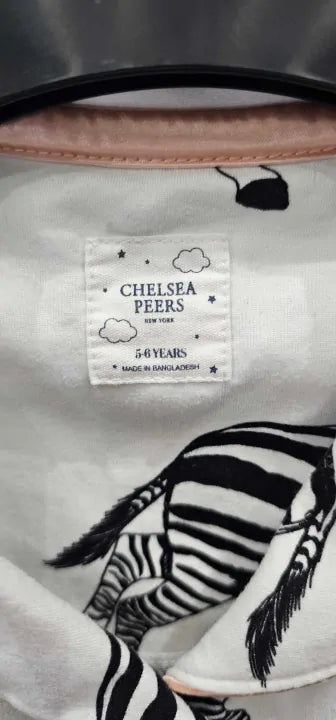 CHELSEA
PEERS
NEW YORK
5-6 YEARS
MADE IN BANGLADESH